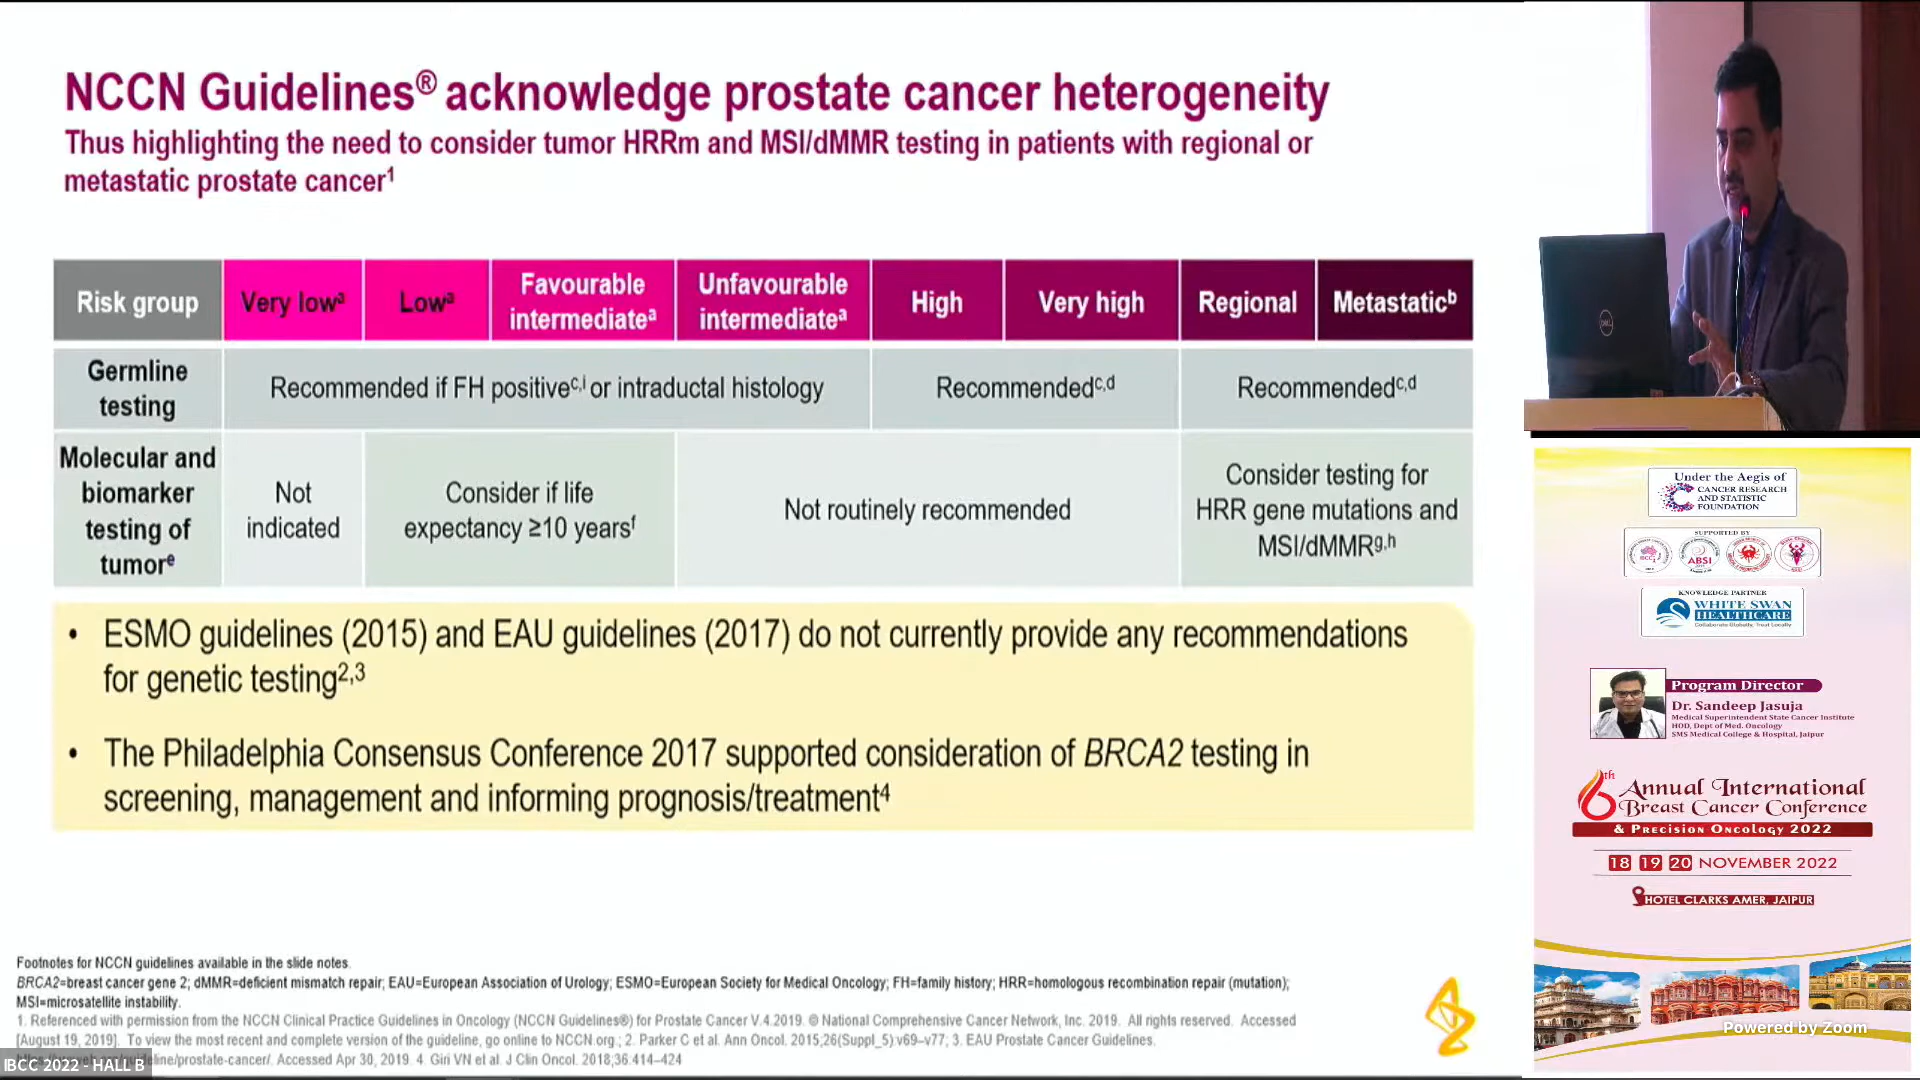 NCCN Guidelines® acknowledge prostate cancer heterogeneity
Thus highlighting the need to consider tumor HRRm and MSI/dMMR testing in patients with regional or
metastatic prostate cancer1
Risk group
Very lowa
Lowa
Favourable
intermediatea
Unfavourable
intermediatea
High
Very high
Regional
Metastaticb
Germline
testing
Recommended if FH positivec,i or intraductal histology
Recommendedc,d
Recommendedc,d
Molecular and
biomarker
testing of
tumore
Not
indicated
Consider if life
expectancy ≥10 yearsf
Not routinely recommended
Consider testing for
HRR gene mutations and
MSI/dMMRg,h
• ESMO guidelines (2015) and EAU guidelines (2017) do not currently provide any recommendations
for genetic testing2,3
• The Philadelphia Consensus Conference 2017 supported consideration of BRCA2 testing in
screening, management and informing prognosis/treatment4
Footnotes for NCCN guidelines available in the slide notes.
BRCA2=breast cancer gene 2; dMMR=deficient mismatch repair; EAU=European Association of Urology; ESMO=European Society for Medical Oncology; FH=family history; HRR=homologous recombination repair (mutation);
MSI=microsatellite instability.
1. Referenced with permission from the NCCN Clinical Practice Guidelines in Oncology (NCCN Guidelines®) for Prostate Cancer V.4.2019. © National Comprehensive Cancer Network, Inc. 2019. All rights reserved. Accessed
[August 19, 2019]. To view the most recent and complete version of the guideline, go online to NCCN.org.; 2. Parker C et al. Ann Oncol. 2015;26(Suppl_5) v69–v77; 3. EAU Prostate Cancer Guidelines.
line/prostate-cancer/. Accessed Apr 30, 2019. 4. Giri VN et al. J Clin Oncol. 2018;36:414–424
IBCC 2022 - HALL B
DELL
Under the Aegis of
CANCER RESEARCH
AND STATISTIC
FOUNDATION
SUPPORTED BY
ABSI
KNOWLEDGE PARTNER
WHITE SWAN
HEALTHCARE
Collaborate Globally, Treat Locally
Program Director
Dr. Sandeep Jasuja
Medical Superintendent State Cancer Institute
HOD, Dept of Med. Oncology
SMS Medical College & Hospital, Jaipur
6th Annual International
Breast Cancer Conference
& Precision Oncology 2022
18 19 20 NOVEMBER 2022
HOTEL CLARKS AMER, JAIPUR
Powered by Zoom